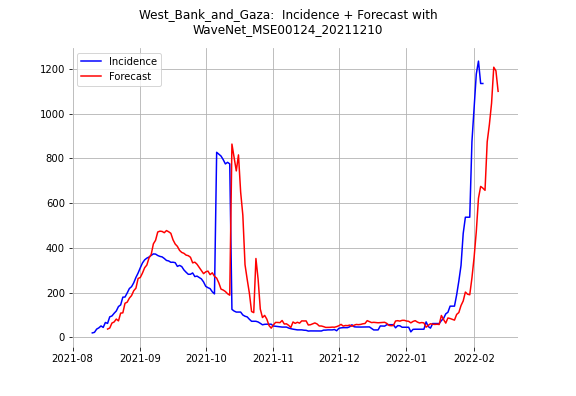 West_Bank_and_Gaza:  Incidence + Forecast with
WaveNet_MSE00124_20211210
Incidence
Forecast
1200
1000
800
600
400
200
0
2021-08 2021-09 2021-10 2021-11 2021-12 2022-01 2022-02